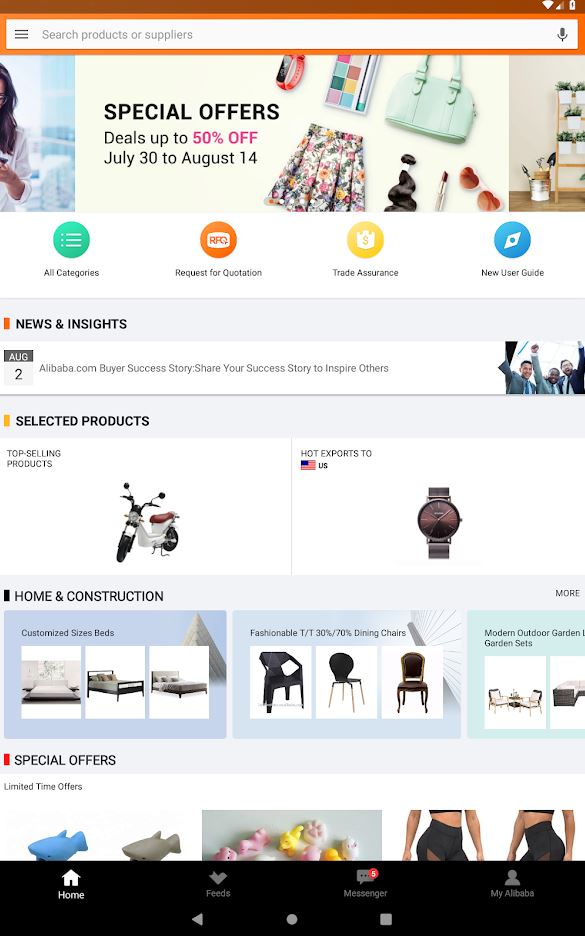 Search products or suppliers
SPECIAL OFFERS
Deals up to 50% OFF
July 30 to August 14
RFQ
$
All Categories
Request for Quotation
Trade Assurance
New User Guide
NEWS & INSIGHTS
AUG
2
Alibaba.com Buyer Success Story:Share Your Success Story to Inspire Others
SELECTED PRODUCTS
TOP-SELLING
PRODUCTS
HOT EXPORTS TO
US
HOME & CONSTRUCTION
MORE
Customized Sizes Beds
Fashionable T/T 30%/70% Dining Chairs
Modern Outdoor Garden L
Garden Sets
SPECIAL OFFERS
Limited Time Offers
5
Home
Feeds
Messenger
My Alibaba